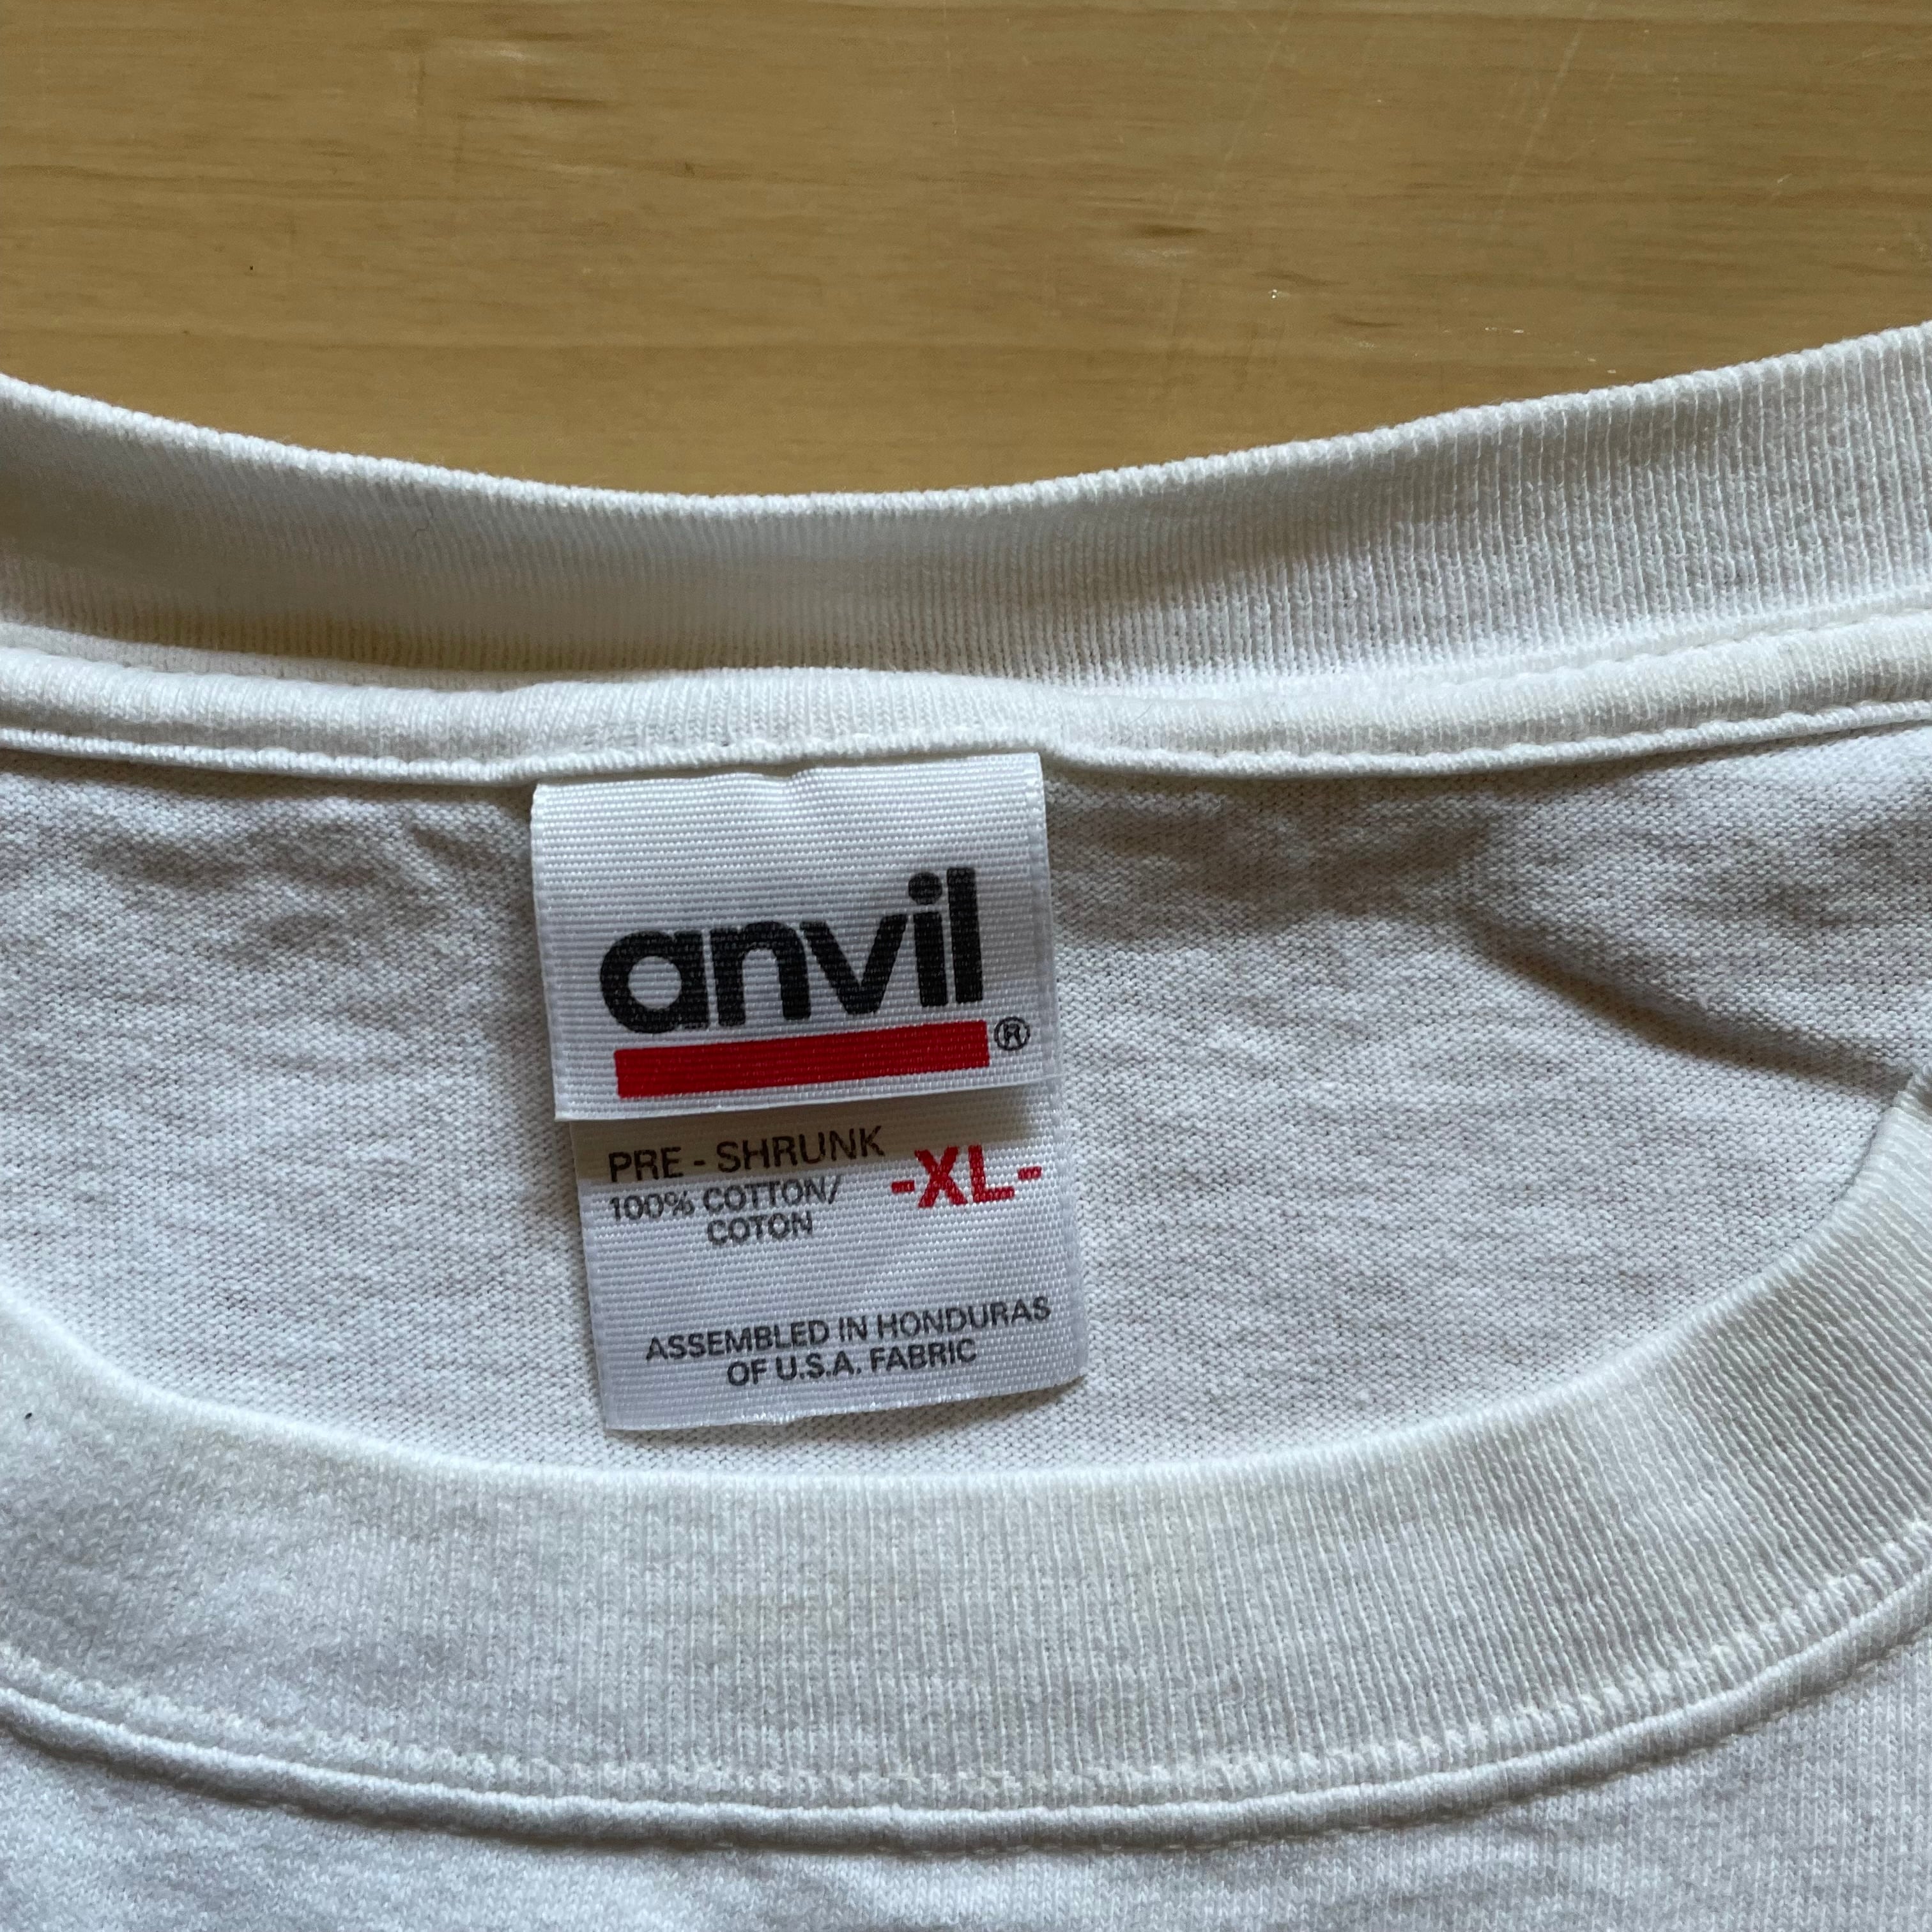 anvil®
PRE - SHRUNK
100% COTTON/
COTON
-XL-
ASSEMBLED IN HONDURAS
OF U.S.A. FABRIC